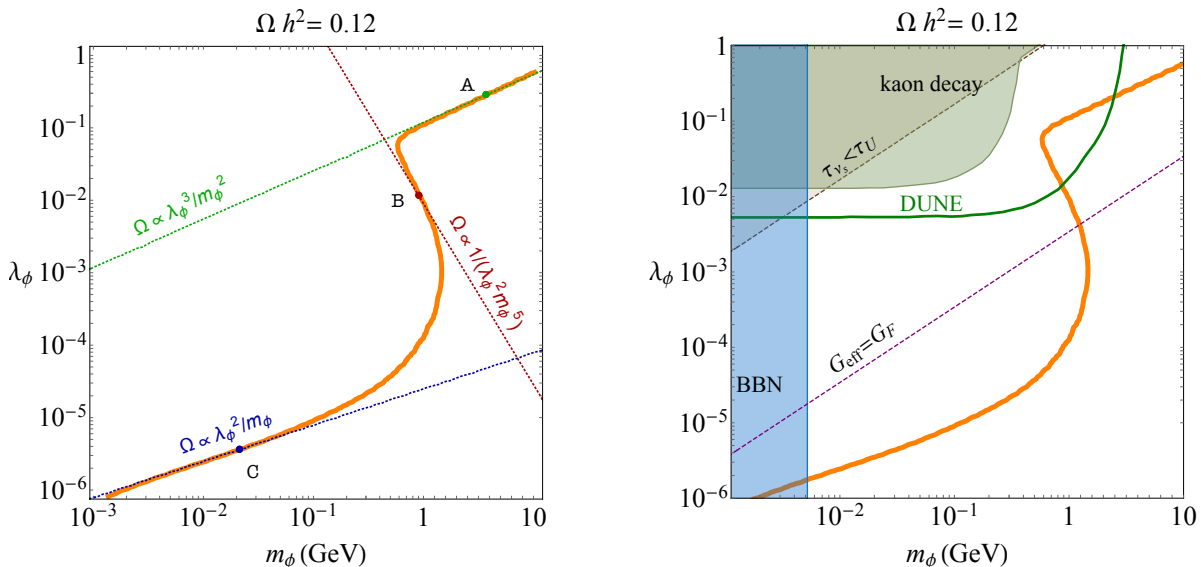 Ω h² = 0.12
1
10⁻¹
10⁻²
10⁻³
10⁻⁴
10⁻⁵
10⁻⁶
λ_ϕ
A
B
C
Ω ∝ λ_ϕ³/m_ϕ²
Ω ∝ 1/(λ_ϕ² m_ϕ⁵)
Ω ∝ λ_ϕ²/m_ϕ
10⁻³ 10⁻² 10⁻¹ 1 10
m_ϕ (GeV)
Ω h² = 0.12
1
10⁻¹
10⁻²
10⁻³
10⁻⁴
10⁻⁵
10⁻⁶
λ_ϕ
kaon decay
τ_νₛ<τ_U
DUNE
G_eff=G_F
BBN
10⁻² 10⁻¹ 1 10
m_ϕ (GeV)